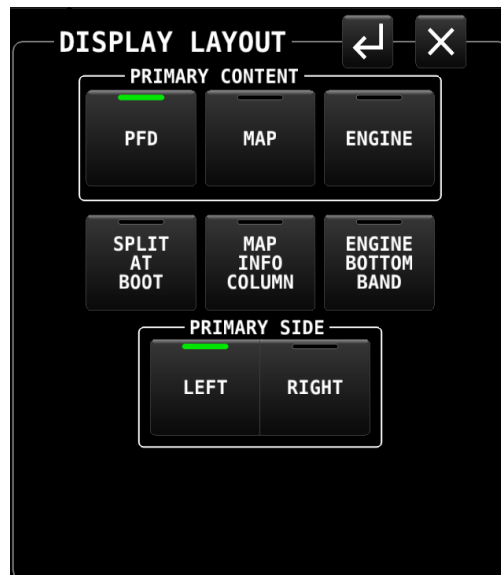 DISPLAY LAYOUT
PRIMARY CONTENT
PFD
MAP
ENGINE
SPLIT
AT
BOOT
MAP
INFO
COLUMN
ENGINE
BOTTOM
BAND
PRIMARY SIDE
LEFT
RIGHT